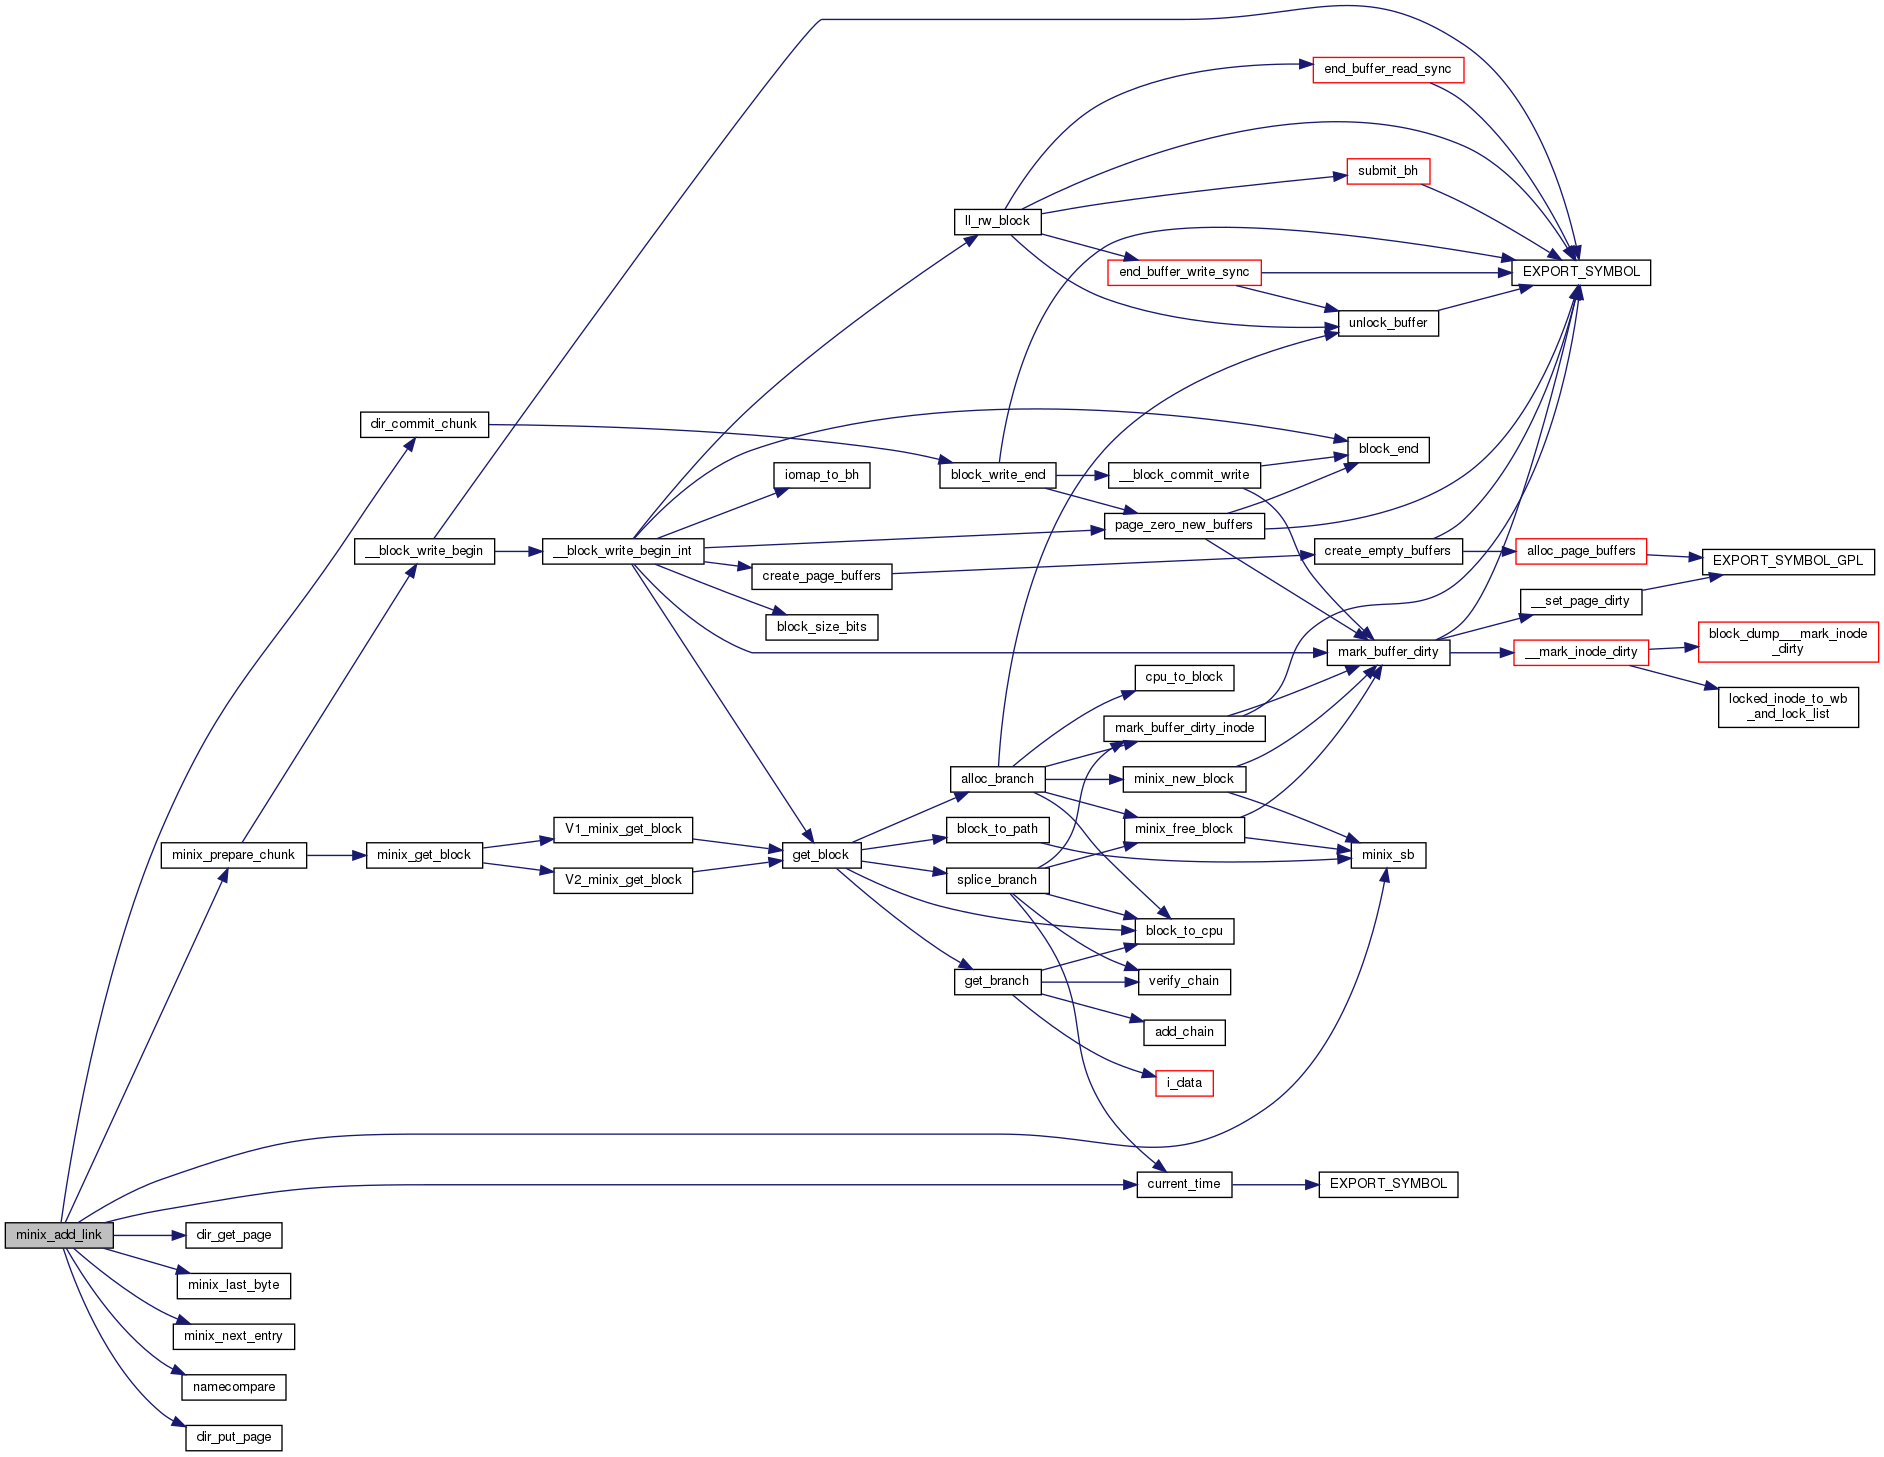 end_buffer_read_sync
submit_bh
ll_rw_block
end_buffer_write_sync
EXPORT_SYMBOL
unlock_buffer
dir_commit_chunk
block_end
iomap_to_bh
block_write_end
__block_commit_write
page_zero_new_buffers
__block_write_begin
__block_write_begin_int
create_empty_buffers
alloc_page_buffers
EXPORT_SYMBOL_GPL
create_page_buffers
__set_page_dirty
block_size_bits
mark_buffer_dirty
__mark_inode_dirty
block_dump___mark_inode
_dirty
cpu_to_block
locked_inode_to_wb
_and_lock_list
mark_buffer_dirty_inode
alloc_branch
minix_new_block
V1_minix_get_block
block_to_path
minix_free_block
minix_prepare_chunk
minix_get_block
get_block
minix_sb
V2_minix_get_block
splice_branch
block_to_cpu
get_branch
verify_chain
add_chain
i_data
current_time
EXPORT_SYMBOL
minix_add_link
dir_get_page
minix_last_byte
minix_next_entry
namecompare
dir_put_page